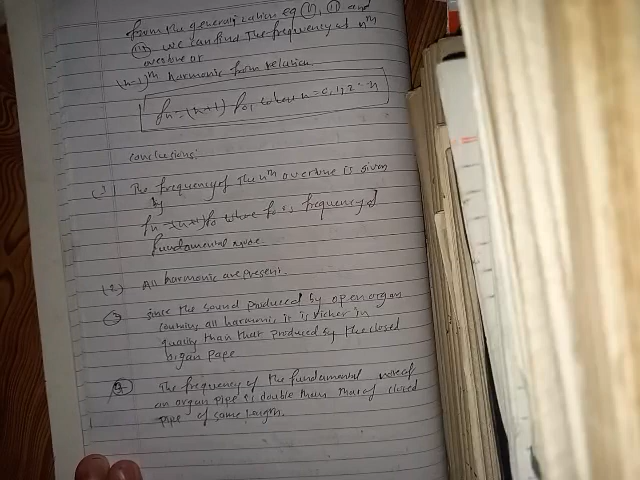 from the generalization eq (i), (ii) and
(iii) we can find the frequency of nth
overtone or
(n-1)th harmonic from relation
fn = (n+1) fo, where n = 0, 1, 2 ... n
conclusions:
(1) The frequency of the nth overtone is given
by
fn = (n+1)fo where fo is frequency of
fundamental mode.
(2) All harmonic are present.
(3) since the sound produced by open organ
contains all harmonic, it is richer in
quality than that produced by the closed
organ pape
(4) The frequency of the fundamental note of
an organ pipe is double than that of closed
pipe of same length.